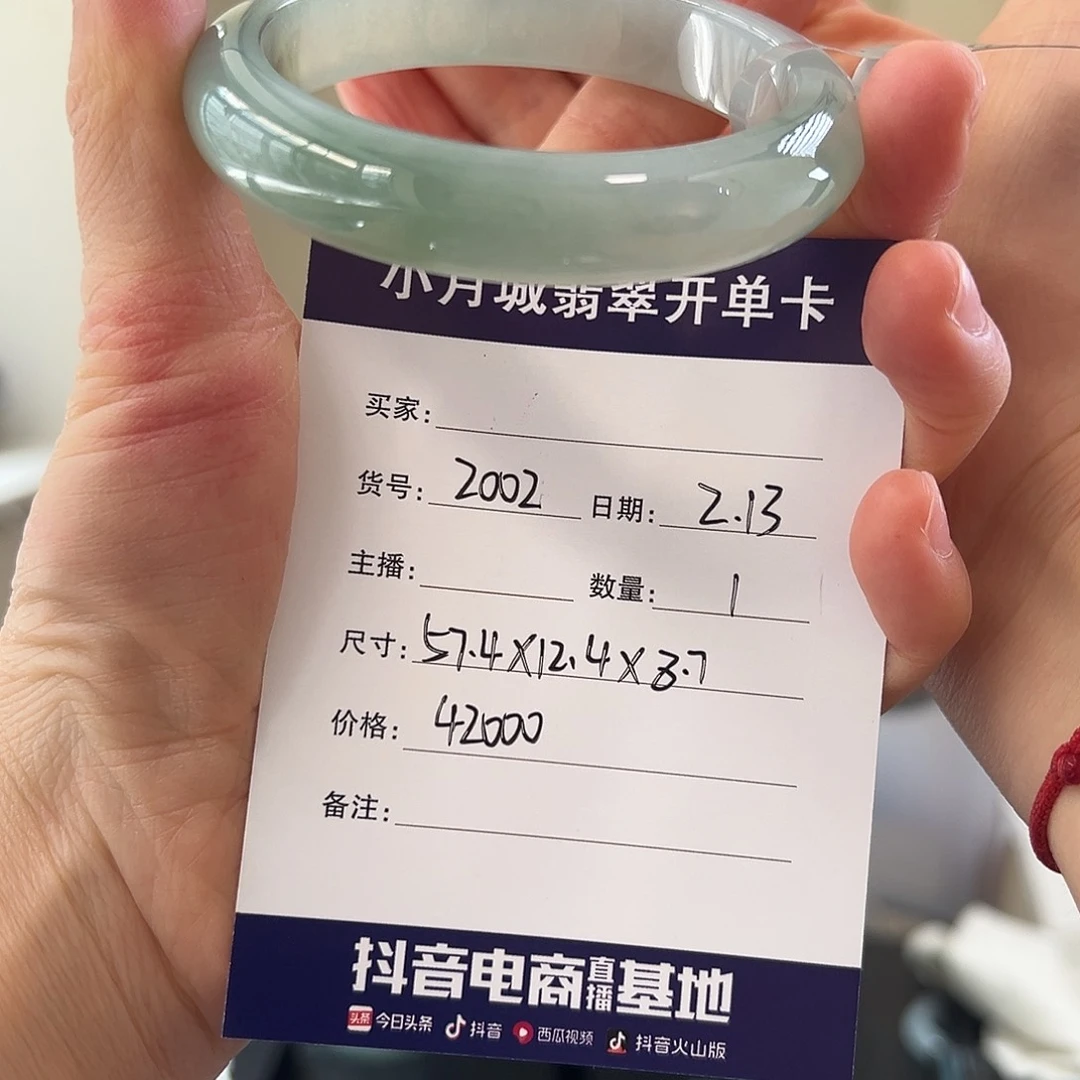 小月城翡翠开单卡
买家:
货号: 2002 日期: 2.13
主播: 数量: 1
尺寸: 57.4X12.4X8.7
价格: 42000
备注:
抖音电商直播基地
头条 今日头条 抖音 西瓜视频 抖音火山版